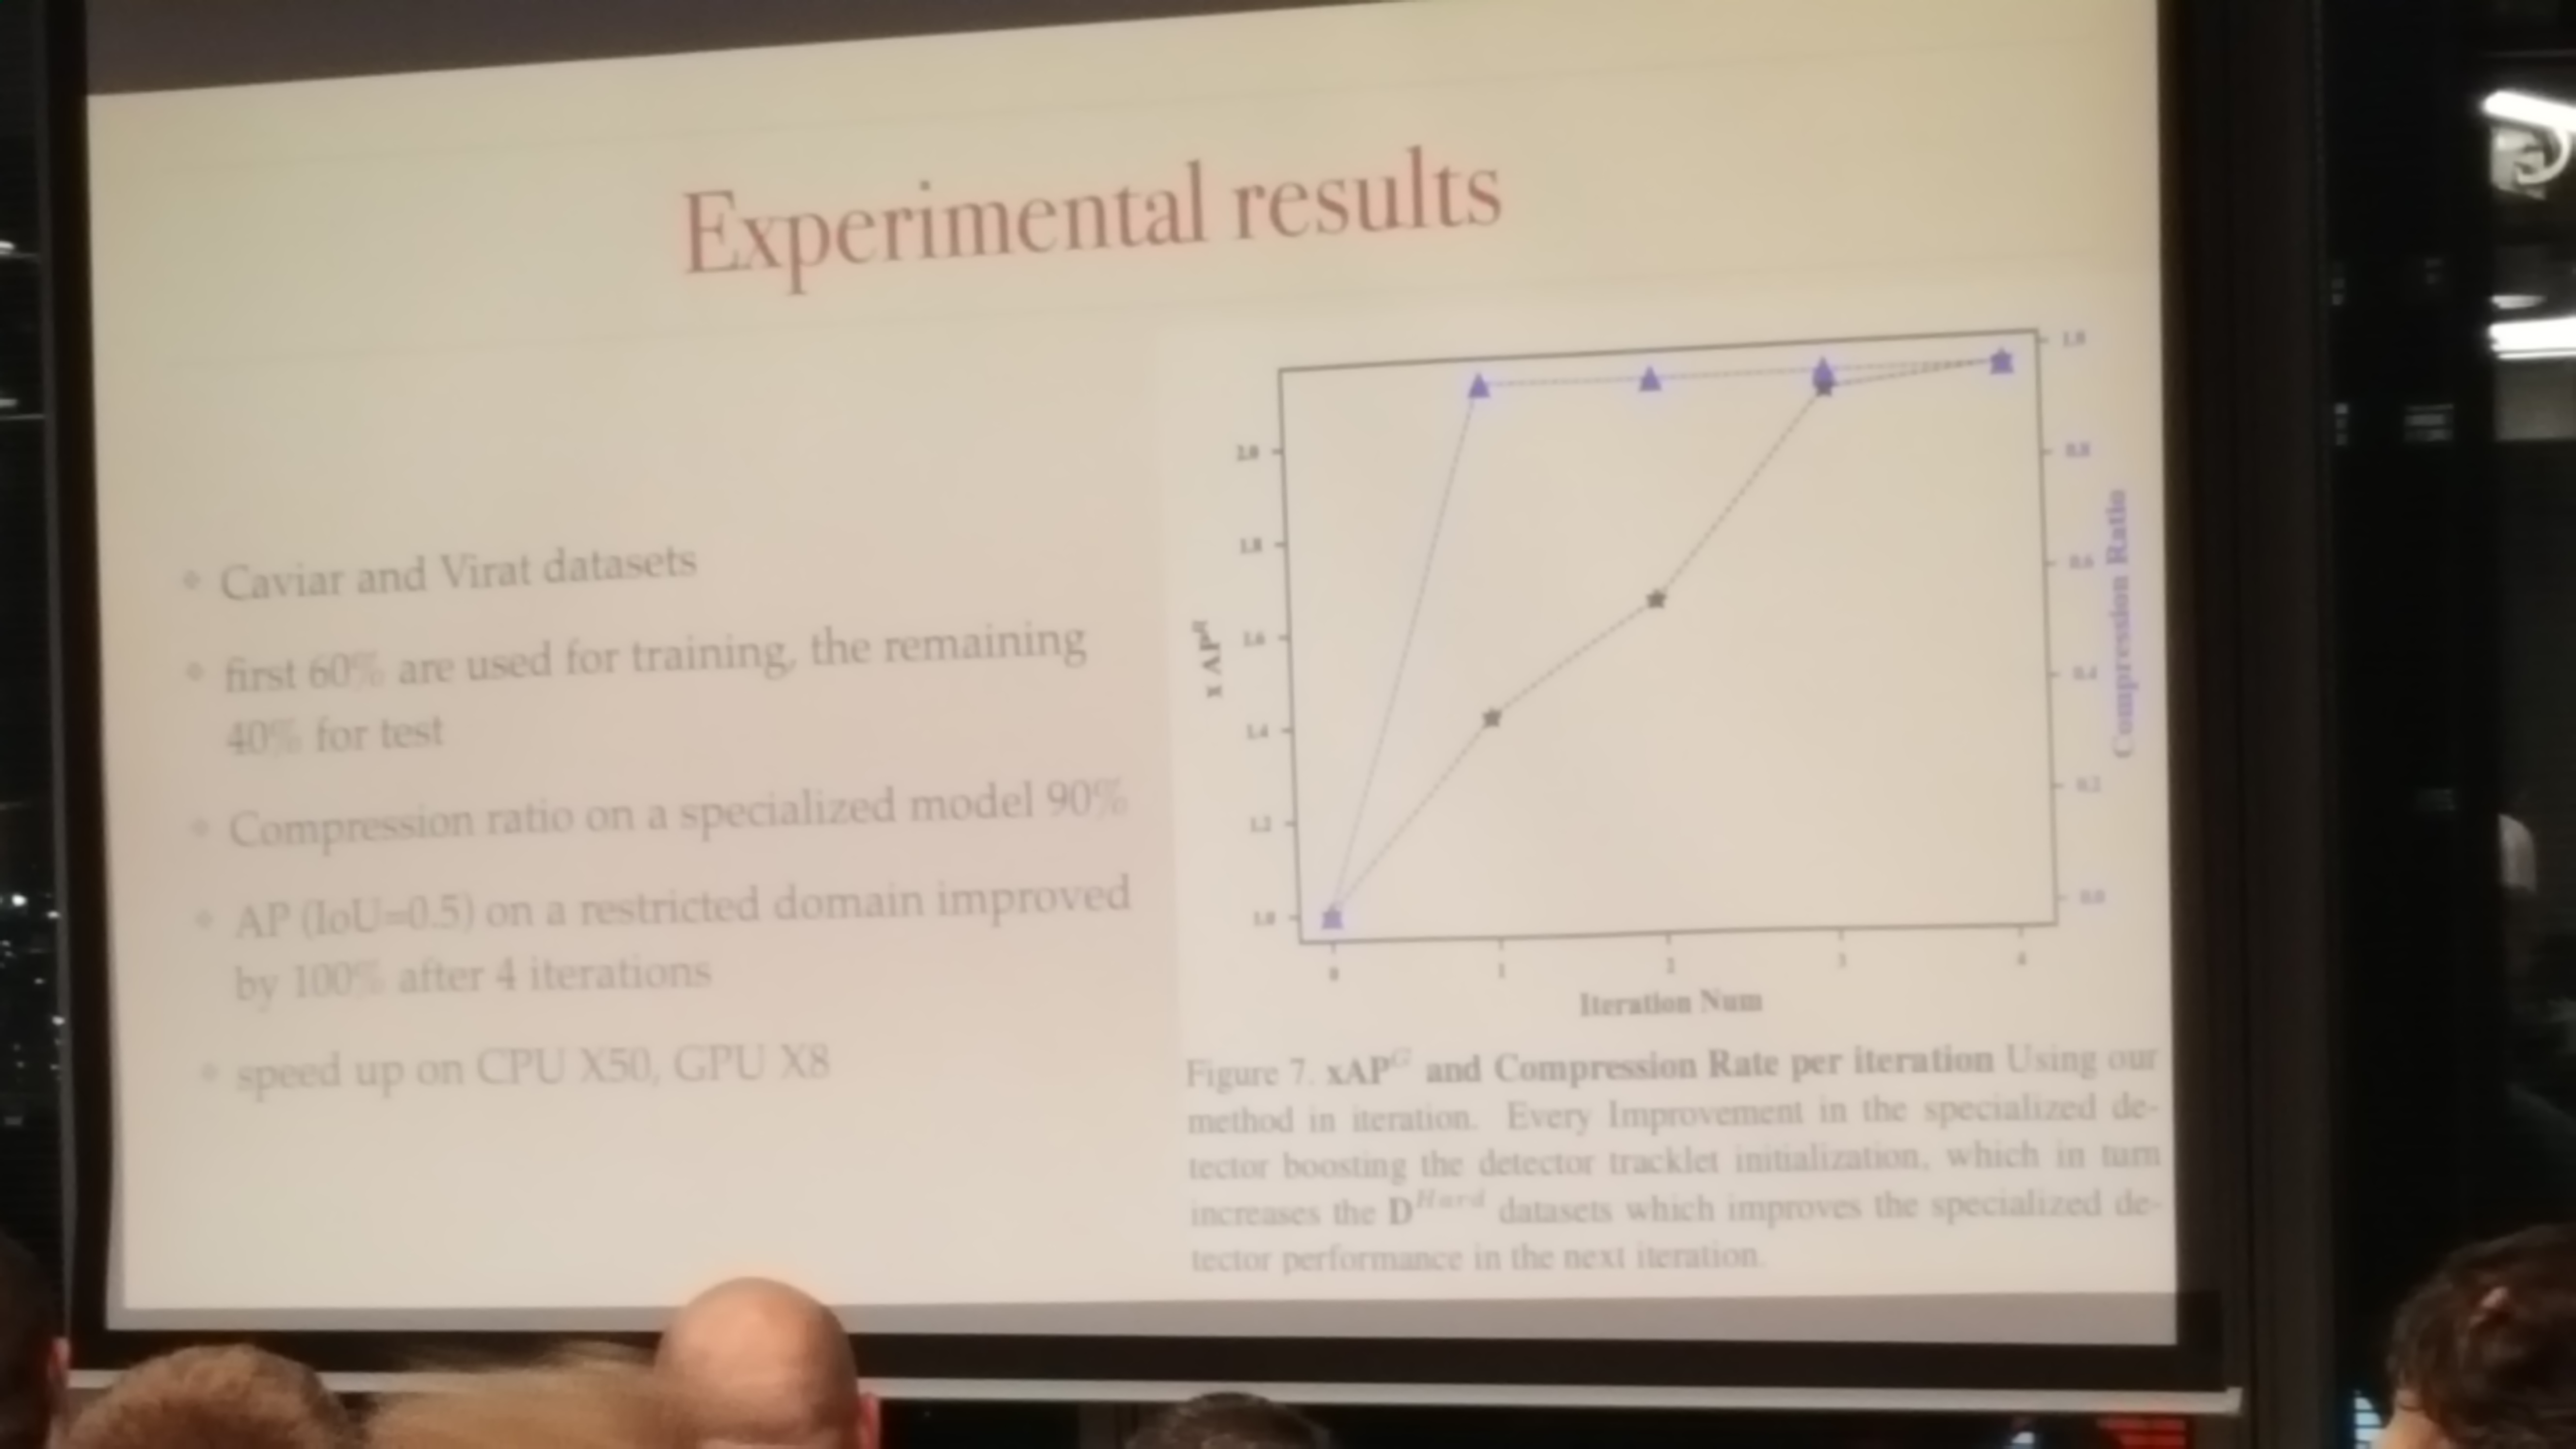 Experimental results
Caviar and Virat datasets
first 60% are used for training, the remaining
40% for test
Compression ratio on a specialized model 90%
AP (IoU=0.5) on a restricted domain improved
by 100% after 4 iterations
speed up on CPU X50, GPU X8
2.0
1.8
1.6
1.4
1.2
1.0
x AP^R
1.0
0.8
0.6
0.4
0.2
0.0
Compression Ratio
0 1 2 3 4
Iteration Num
Figure 7. xAP^G and Compression Rate per iteration Using our
method in iteration. Every Improvement in the specialized de-
tector boosting the detector tracklet initialization, which in turn
increases the D^Hard datasets which improves the specialized de-
tector performance in the next iteration.